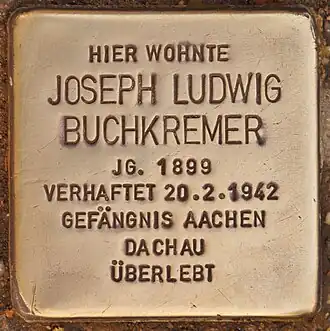 HIER WOHNTE
JOSEPH LUDWIG
BUCHKREMER
JG. 1899
VERHAFTET 20.2.1942
GEFÄNGNIS AACHEN
DACHAU
ÜBERLEBT